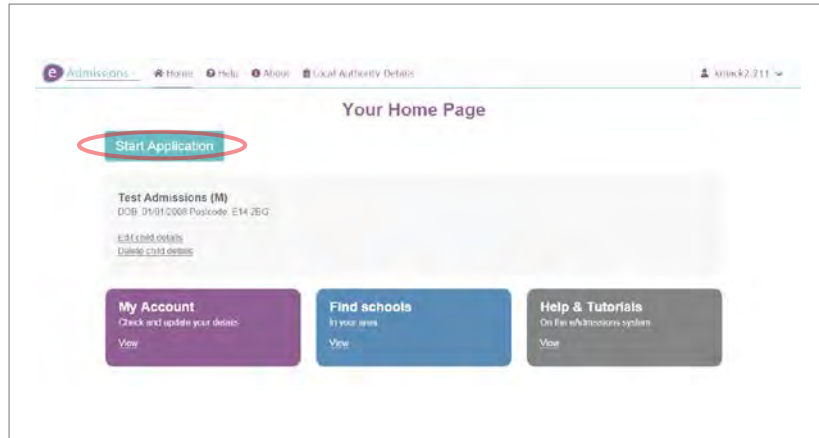 e Admissions Home Help About Local Authority Details
Your Home Page
Start Application
Test Admissions (M)
DOB: 01/01/2008 Postcode: E14 2BG
Edit child details
Delete child details
My Account Find schools Help & Tutorials
Check and update your details In your area On the eAdmissions system
View View View